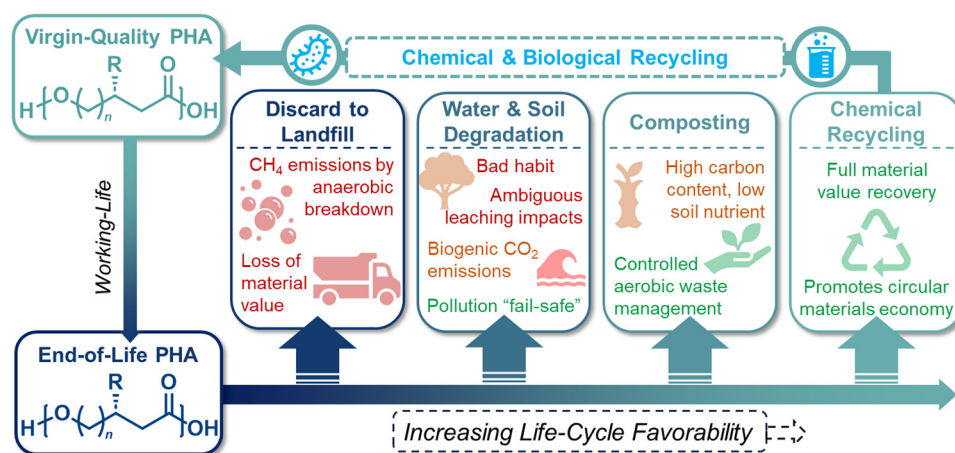 Virgin-Quality PHA
R
O
H
O
n
OH
Chemical & Biological Recycling
Working-Life
Discard to
Landfill
CH₄ emissions by
anaerobic
breakdown
Loss of
material
value
Water & Soil
Degradation
Bad habit
Ambiguous
leaching impacts
Biogenic CO₂
emissions
Pollution “fail-safe”
Composting
High carbon
content, low
soil nutrient
Controlled
aerobic waste
management
Chemical
Recycling
Full material
value recovery
Promotes circular
materials economy
End-of-Life PHA
R
O
H
O
n
OH
Increasing Life-Cycle Favorability